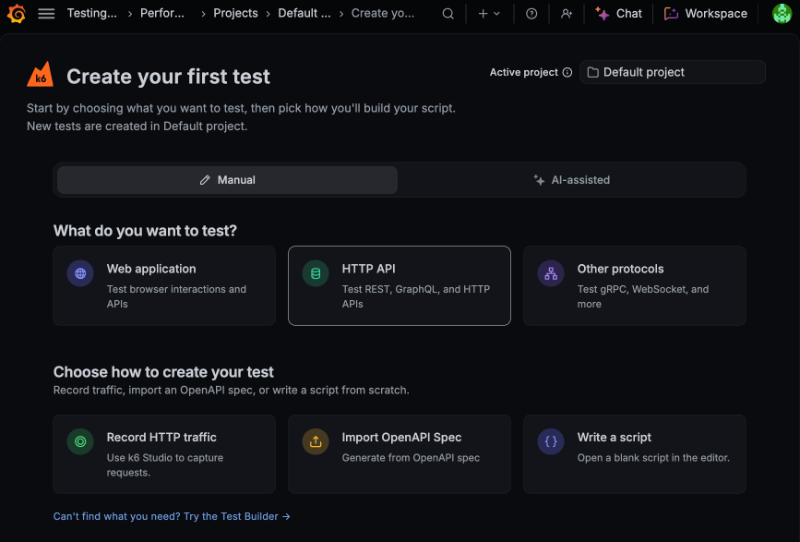 Testing... › Perfor... › Projects › Default ... › Create yo...
Chat
Workspace
k6
Create your first test
Active project
Default project
Start by choosing what you want to test, then pick how you'll build your script.
New tests are created in Default project.
Manual
AI-assisted
What do you want to test?
Web application
Test browser interactions and
APIs
HTTP API
Test REST, GraphQL, and HTTP
APIs
Other protocols
Test gRPC, WebSocket, and
more
Choose how to create your test
Record traffic, import an OpenAPI spec, or write a script from scratch.
Record HTTP traffic
Use k6 Studio to capture
requests.
Import OpenAPI Spec
Generate from OpenAPI spec
Write a script
Open a blank script in the editor.
Can't find what you need? Try the Test Builder →